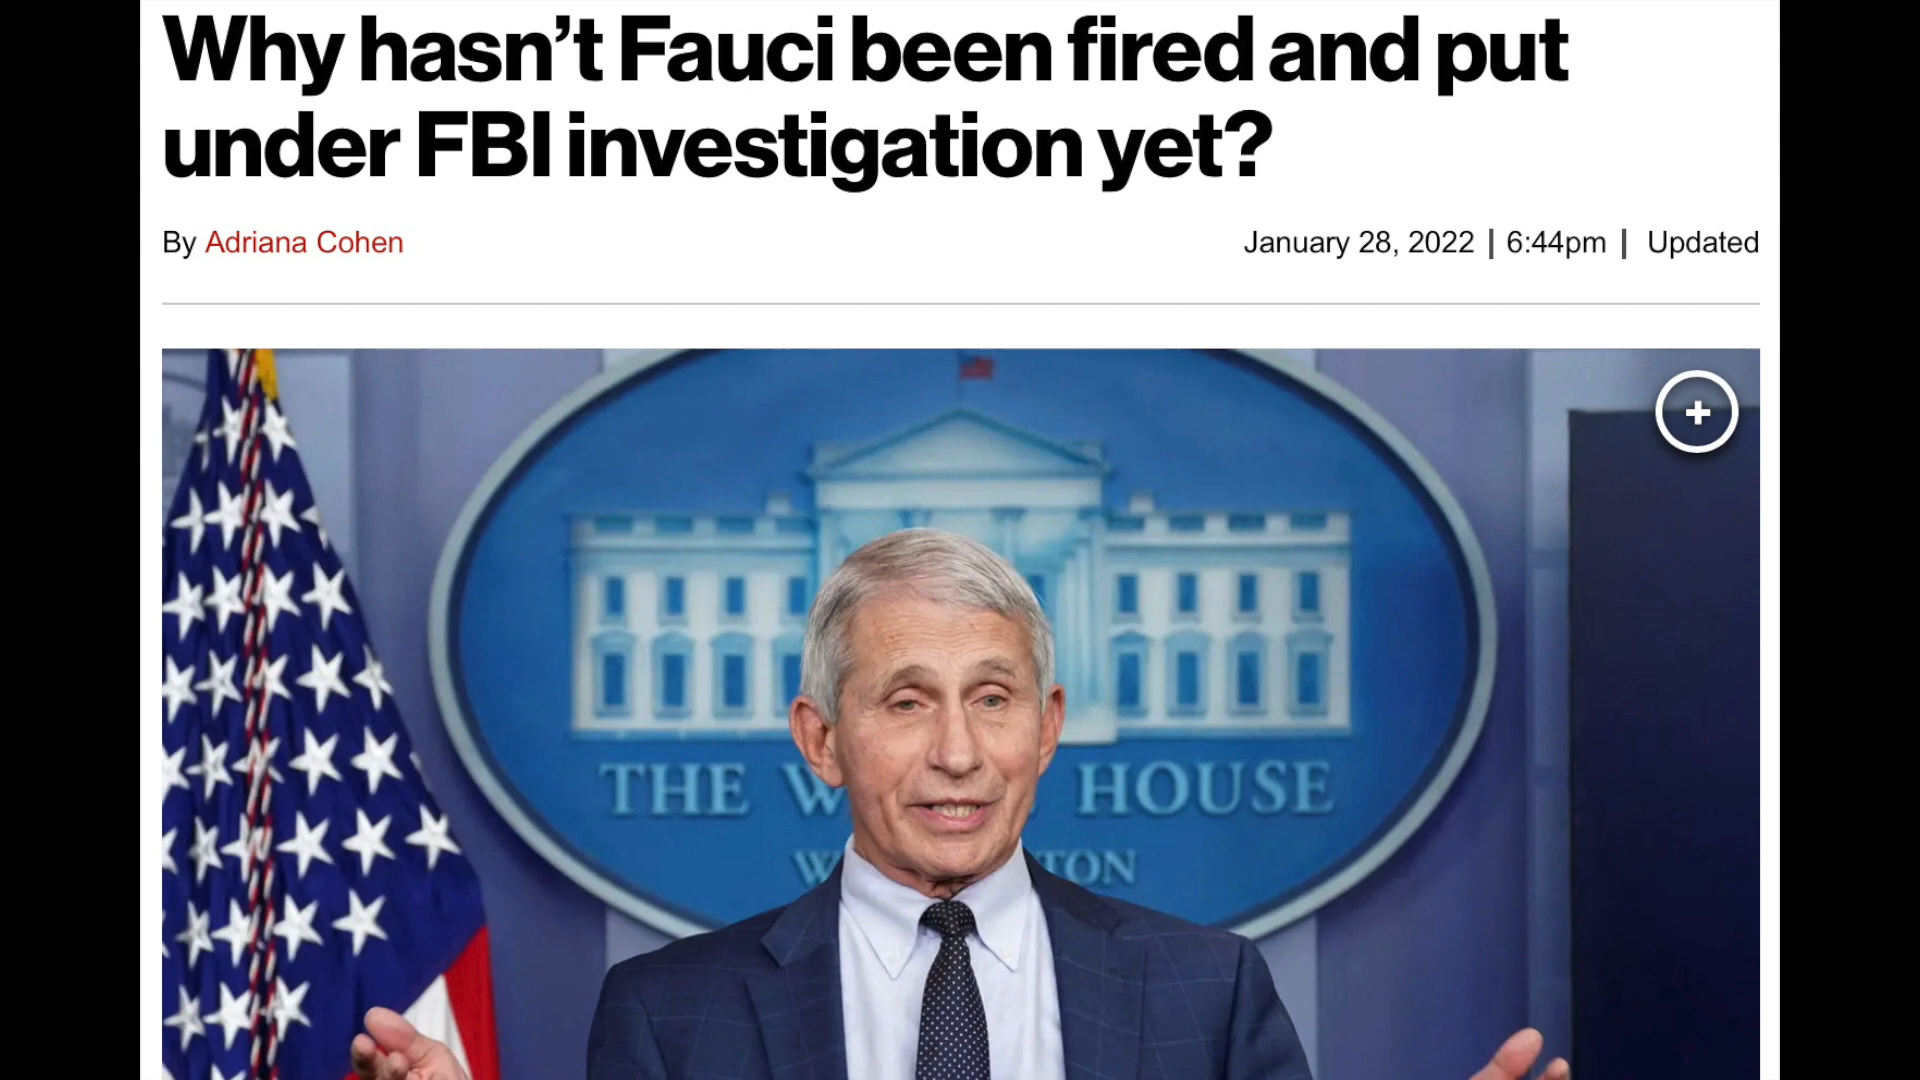 Why hasn’t Fauci been fired and put
under FBI investigation yet?
By Adriana Cohen
January 28, 2022 | 6:44pm | Updated
THE W HOUSE
W TON